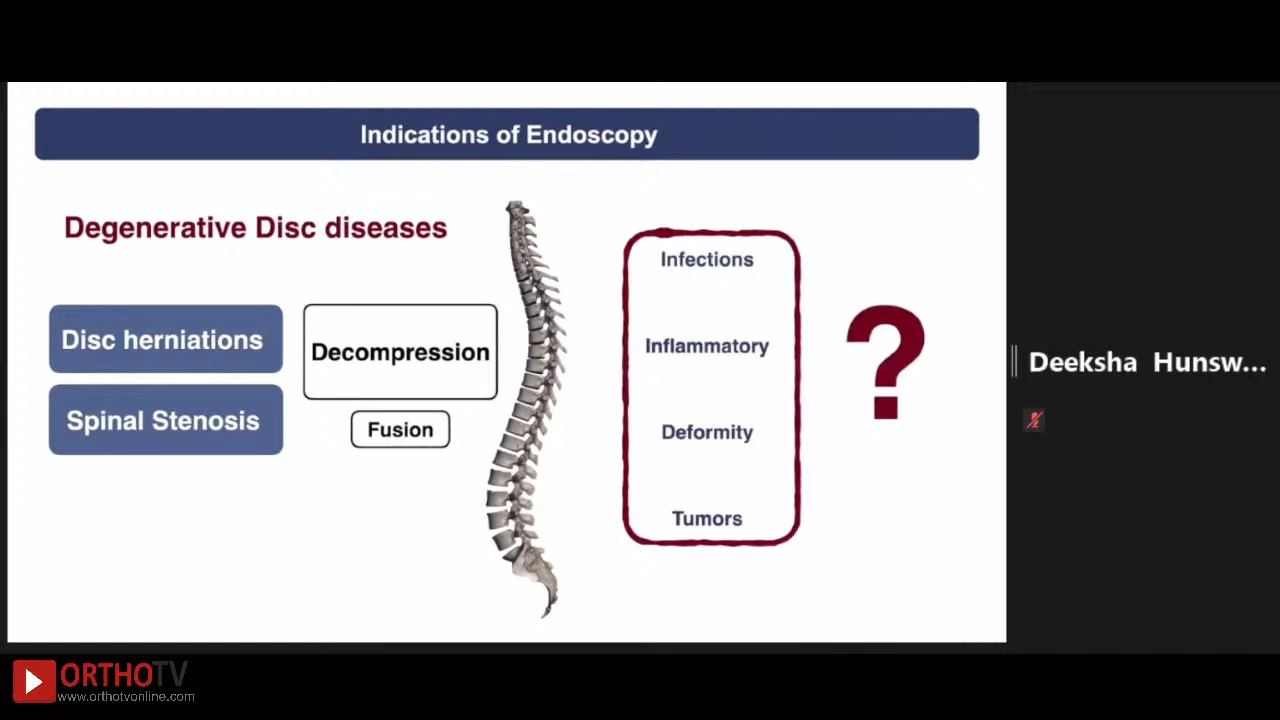 Indications of Endoscopy
Degenerative Disc diseases
Disc herniations
Spinal Stenosis
Decompression
Fusion
Infections
Inflammatory
Deformity
Tumors
?
Deeksha Hunsw...
ORTHOTV
www.orthotvonline.com